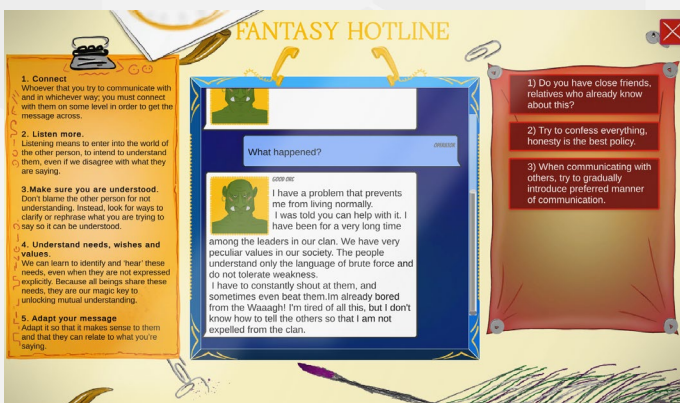 FANTASY HOTLINE
1. Connect
Whoever that you try to communicate with
and in whichever way; you must connect
with them on some level in order to get the
message across.
2. Listen more.
Listening means to enter into the world of
the other person, to intend to understand
them, even if we disagree with what they
are saying.
3.Make sure you are understood.
Don't blame the other person for not
understanding. Instead, look for ways to
clarify or rephrase what you are trying to
say so it can be understood.
4. Understand needs, wishes and
values.
We can learn to identify and 'hear' these
needs, even when they are not expressed
explicitly. Because all beings share these
needs, they are our magic key to
unlocking mutual understanding.
5. Adapt your message
Adapt it so that it makes sense to them
and that they can relate to what you're
saying.
OPERATOR
What happened?
GOOD ORC
I have a problem that prevents
me from living normally.
I was told you can help with it. I
have been for a very long time
among the leaders in our clan. We have very
peculiar values in our society. The people
understand only the language of brute force and
do not tolerate weakness.
I have to constantly shout at them, and
sometimes even beat them.Im already bored
from the Waaagh! I'm tired of all this, but I don't
know how to tell the others so that I am not
expelled from the clan.
1) Do you have close friends,
relatives who already know
about this?
2) Try to confess everything,
honesty is the best policy.
3) When communicating with
others, try to gradually
introduce preferred manner
of communication.